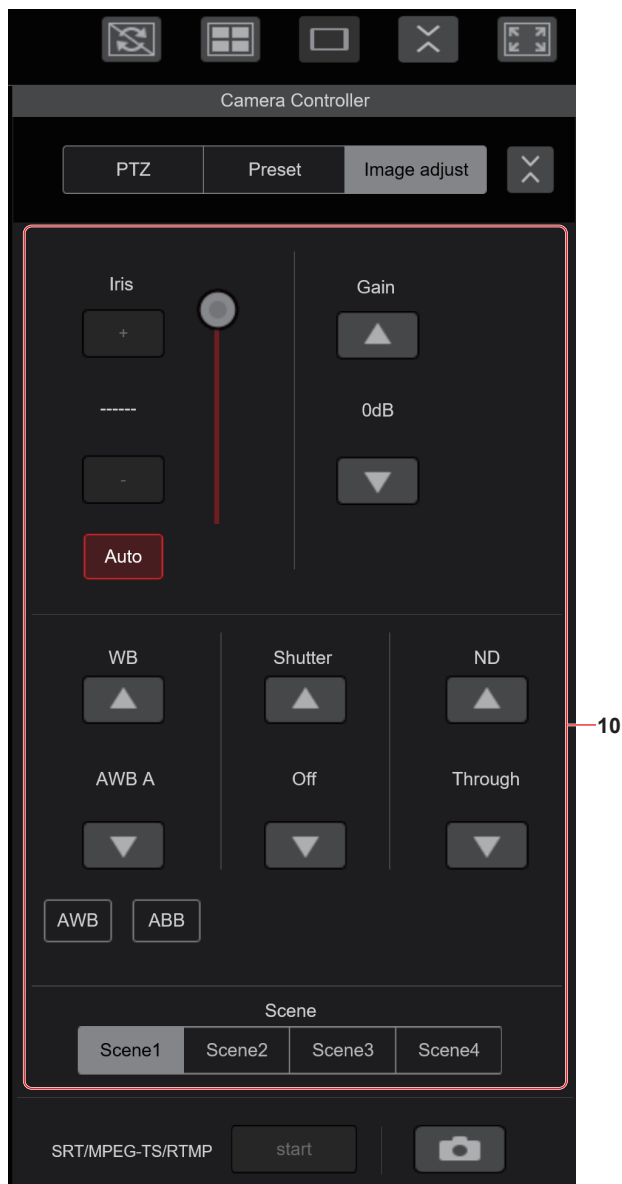 Camera Controller
PTZ Preset Image adjust
Iris Gain
+
------ 0dB
-
Auto
WB Shutter ND
AWB A Off Through
10
AWB ABB
Scene
Scene1 Scene2 Scene3 Scene4
SRT/MPEG-TS/RTMP start